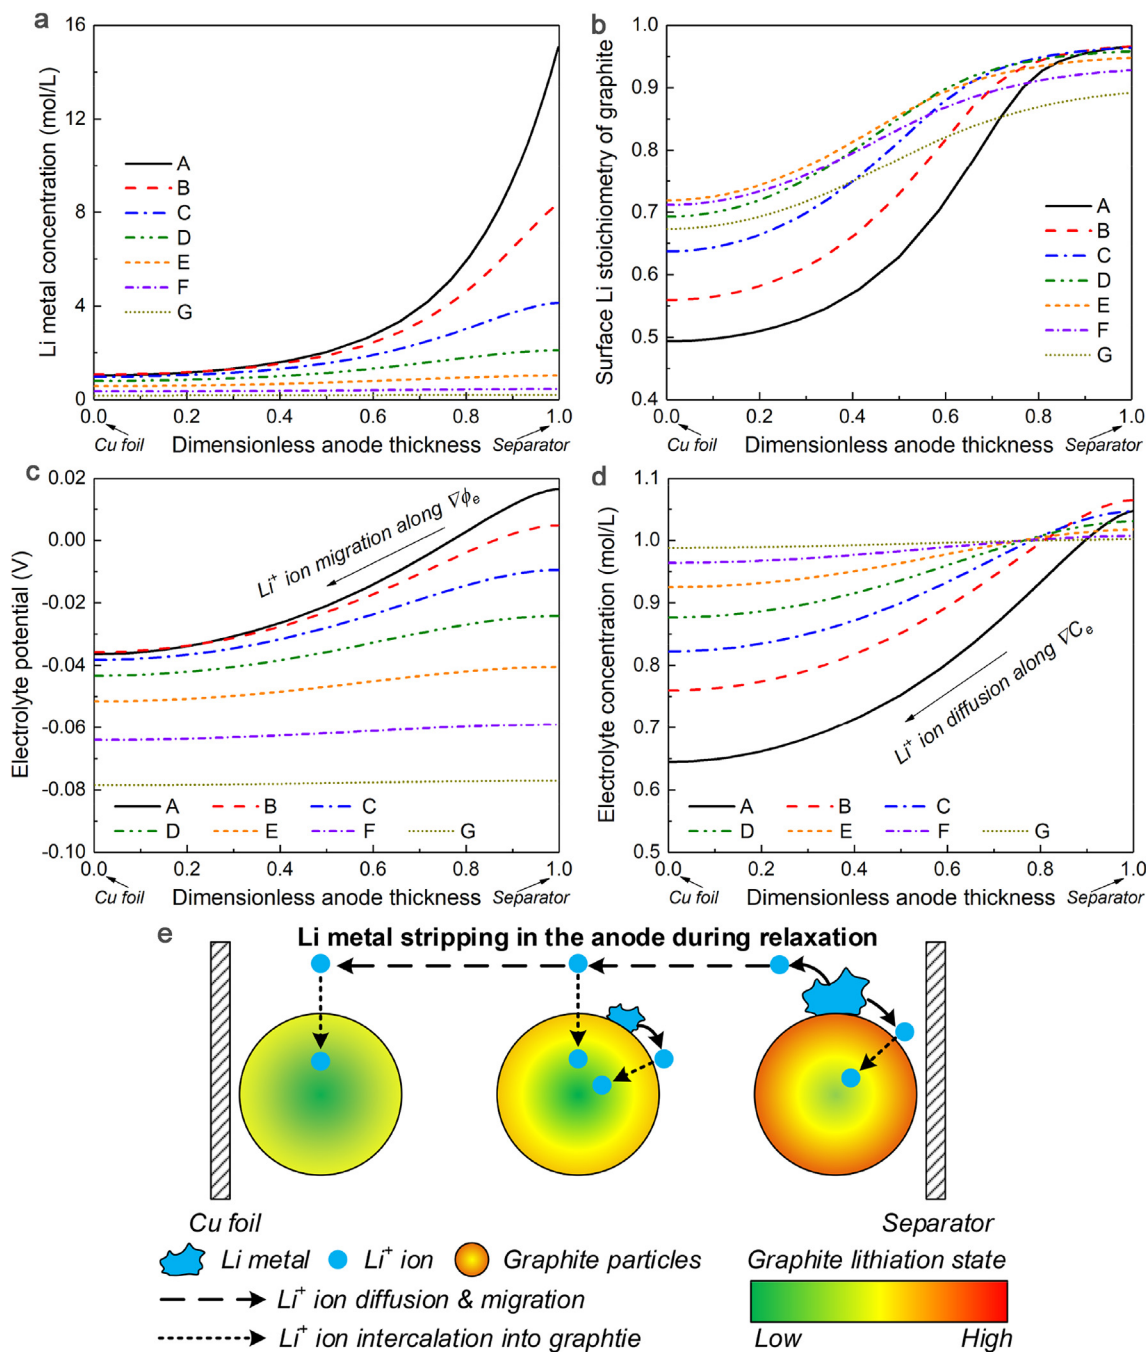 a
Li metal concentration (mol/L)
16
12
8
4
0
A
B
C
D
E
F
G
0.0 0.2 0.4 0.6 0.8 1.0
Cu foil Dimensionless anode thickness Separator
b
Surface Li stoichiometry of graphite
1.0
0.9
0.8
0.7
0.6
0.5
0.4
A
B
C
D
E
F
G
0.0 0.2 0.4 0.6 0.8 1.0
Cu foil Dimensionless anode thickness Separator
c
Electrolyte potential (V)
0.02
0.00
-0.02
-0.04
-0.06
-0.08
-0.10
Li⁺ ion migration along ∇ϕₑ
A B C
D E F G
0.0 0.2 0.4 0.6 0.8 1.0
Cu foil Dimensionless anode thickness Separator
d
Electrolyte concentration (mol/L)
1.1
1.0
0.9
0.8
0.7
0.6
0.5
Li⁺ ion diffusion along ∇Cₑ
A B C
D E F G
0.0 0.2 0.4 0.6 0.8 1.0
Cu foil Dimensionless anode thickness Separator
e
Li metal stripping in the anode during relaxation
Cu foil Separator
Li metal Li⁺ ion Graphite particles
Li⁺ ion diffusion & migration
Li⁺ ion intercalation into graphtie
Graphite lithiation state
Low High